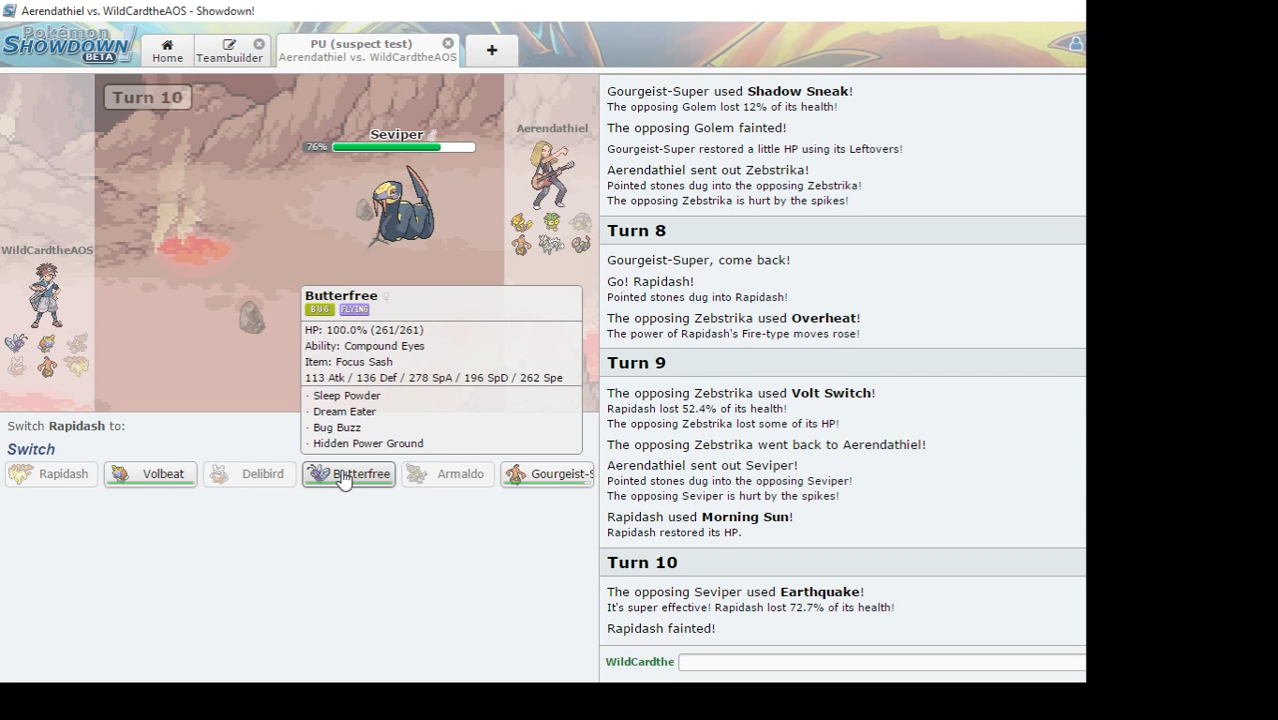 Aerendathiel vs. WildCardtheAOS - Showdown!
Pokémon
SHOWDOWN!
BETA
Home
Teambuilder
PU (suspect test)
Aerendathiel vs. WildCardtheAOS
+
Turn 10
Seviper
76%
Aerendathiel
WildCardtheAOS
Butterfree
BUG FLYING
HP: 100.0% (261/261)
Ability: Compound Eyes
Item: Focus Sash
113 Atk / 136 Def / 278 SpA / 196 SpD / 262 Spe
· Sleep Powder
· Dream Eater
· Bug Buzz
· Hidden Power Ground
Switch Rapidash to:
Switch
Rapidash
Volbeat
Delibird
Butterfree
Armaldo
Gourgeist-S
Gourgeist-Super used Shadow Sneak!
The opposing Golem lost 12% of its health!
The opposing Golem fainted!
Gourgeist-Super restored a little HP using its Leftovers!
Aerendathiel sent out Zebstrika!
Pointed stones dug into the opposing Zebstrika!
The opposing Zebstrika is hurt by the spikes!
Turn 8
Gourgeist-Super, come back!
Go! Rapidash!
Pointed stones dug into Rapidash!
The opposing Zebstrika used Overheat!
The power of Rapidash's Fire-type moves rose!
Turn 9
The opposing Zebstrika used Volt Switch!
Rapidash lost 52.4% of its health!
The opposing Zebstrika lost some of its HP!
The opposing Zebstrika went back to Aerendathiel!
Aerendathiel sent out Seviper!
Pointed stones dug into the opposing Seviper!
The opposing Seviper is hurt by the spikes!
Rapidash used Morning Sun!
Rapidash restored its HP.
Turn 10
The opposing Seviper used Earthquake!
It's super effective! Rapidash lost 72.7% of its health!
Rapidash fainted!
WildCardthe